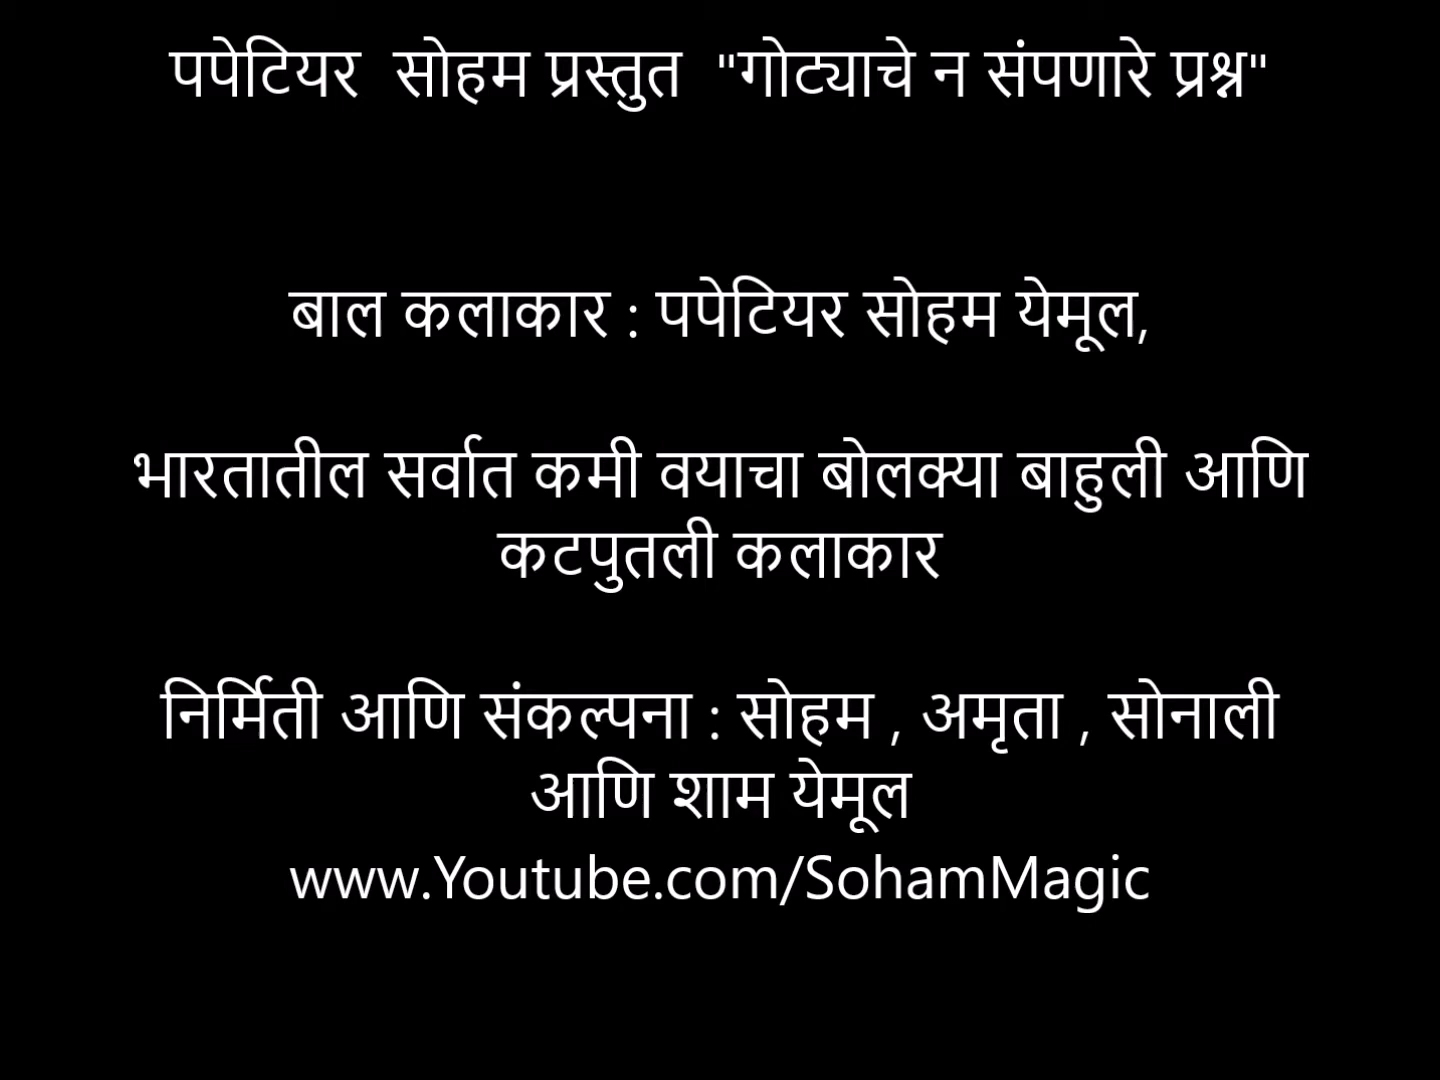 पपेटियर  सोहम प्रस्तुत  "गोट्याचे न संपणारे प्रश्न"
बाल कलाकार : पपेटियर सोहम येमूल,
भारतातील सर्वात कमी वयाचा बोलक्या बाहुली आणि
कटपुतली कलाकार
निर्मिती आणि संकल्पना : सोहम , अमृता , सोनाली
आणि शाम येमूल
www.Youtube.com/SohamMagic